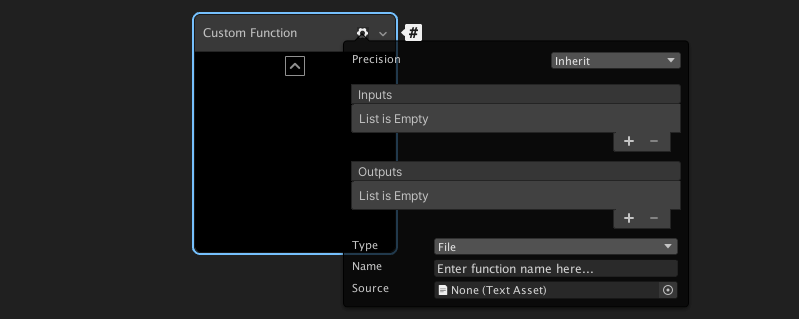 Custom Function
#
Precision Inherit
Inputs
List is Empty
+ −
Outputs
List is Empty
+ −
Type File
Name Enter function name here...
Source None (Text Asset)